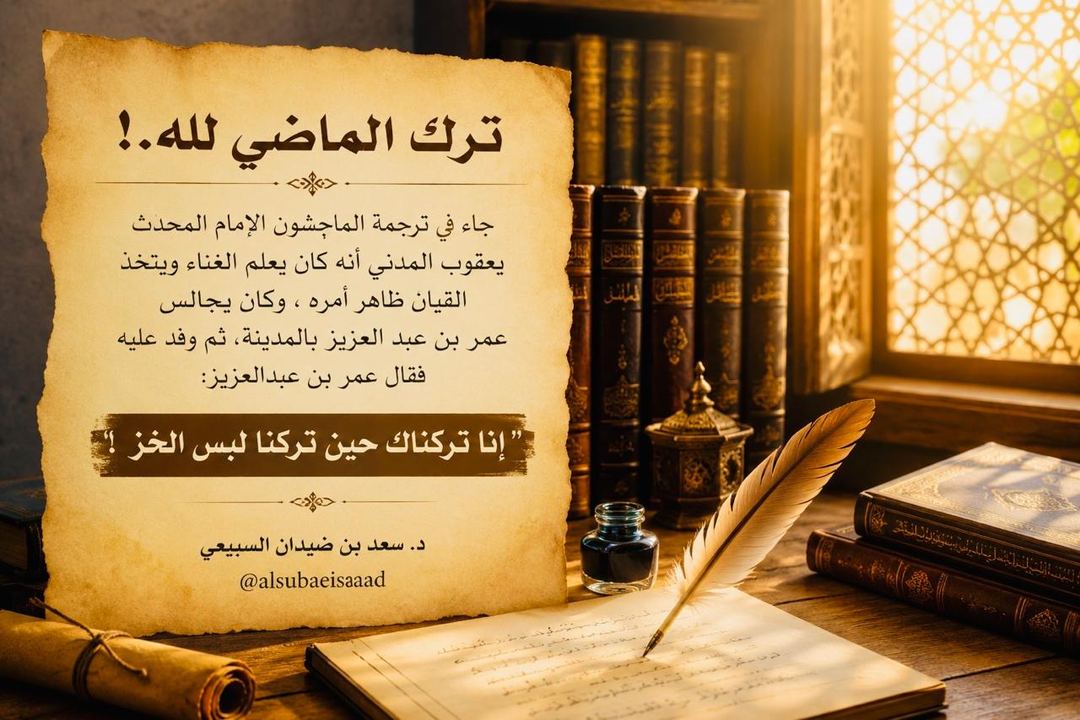 ترك الماضي لله.!
جاء في ترجمة الماجشون الإمام المحدث
يعقوب المدني أنه كان يعلم الغناء ويتخذ
القيان ظاهر أمره ، وكان يجالس
عمر بن عبد العزيز بالمدينة، ثم وفد عليه
فقال عمر بن عبدالعزيز:
" إنا تركناك حين تركنا لبس الخز !"
د. سعد بن ضيدان السبيعي
@alsubaeisaaad